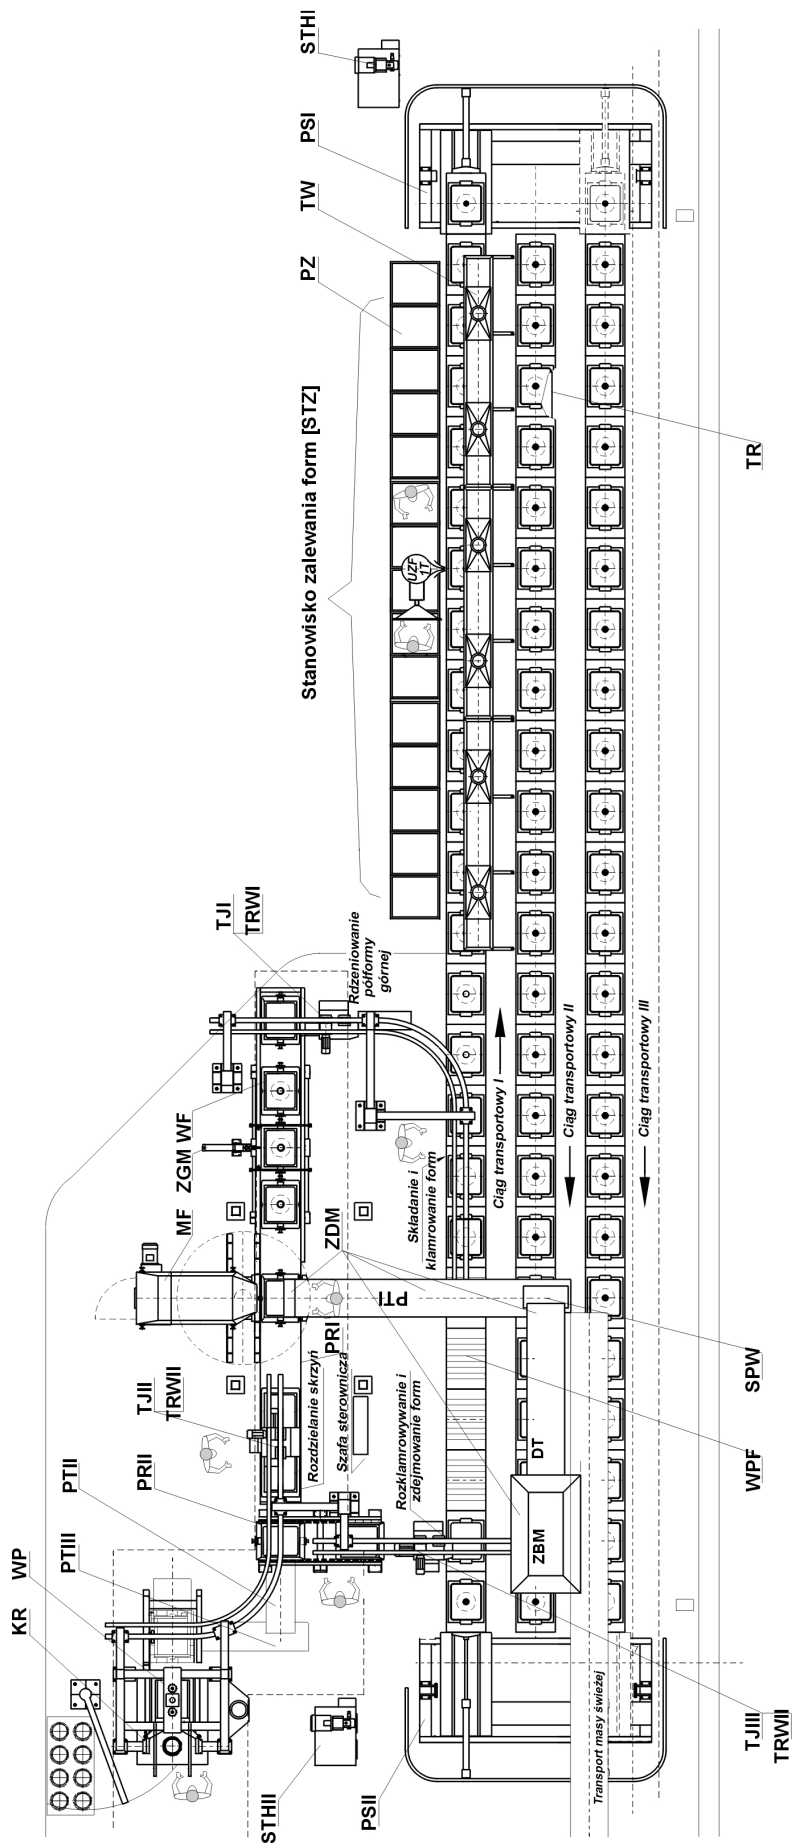 STHI
PSI
TW
PZ
Stanowisko zalewania form [STZ]
UZF
1T
TR
TJI
TRWI
Rdzeniowanie
półformy
górnej
ZGM WF
MF
ZDM
Składanie i
klamrowanie form
Ciąg transportowy I
Ciąg transportowy II
Ciąg transportowy III
PTI
PRI
TJII
TRWII
Rozdzielanie skrzyń
Szafa sterownicza
Rozklamrowywanie i
zdejmowanie form
SPW
WPF
DT
ZBM
PTII
PRII
WP
PTIII
KR
STHII
PSII
Transport masy świeżej
TJIII
TRWIII